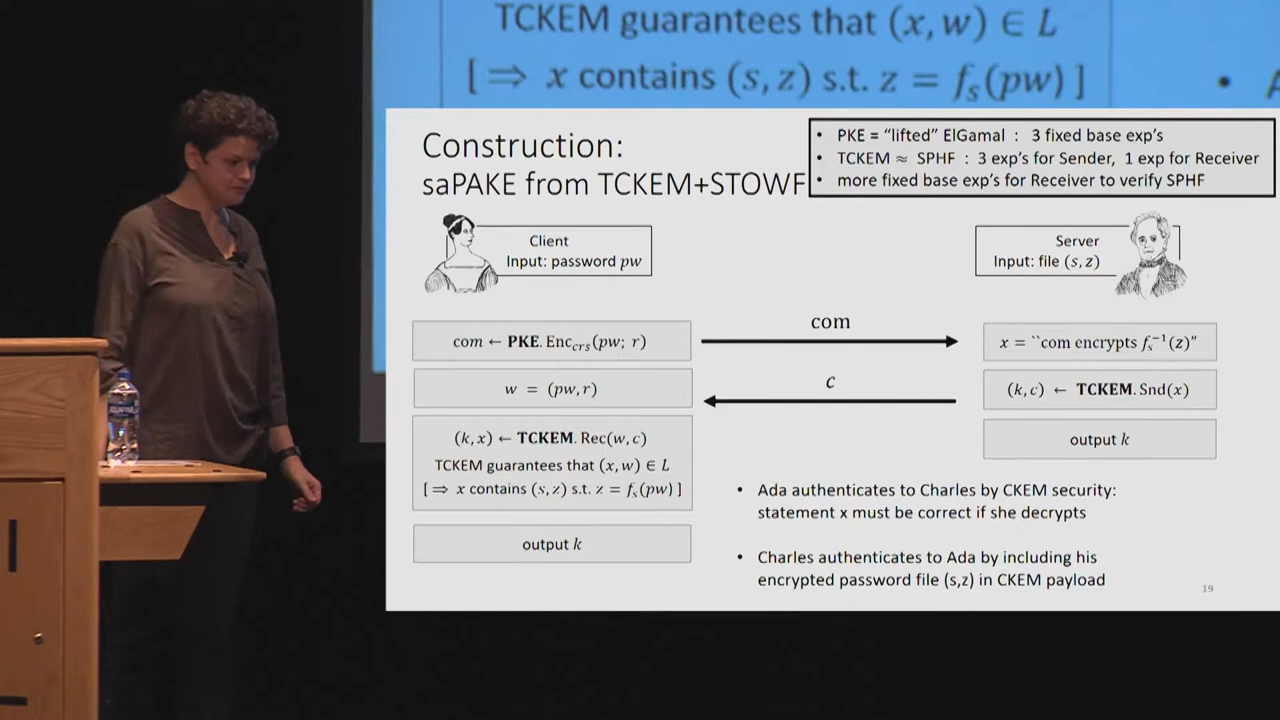 TCKEM guarantees that (x, w) ∈ L
[ ⟹ x contains (s, z) s.t. z = f_s(pw) ]
•
Construction:
saPAKE from TCKEM+STOWF
• PKE = “lifted” ElGamal : 3 fixed base exp’s
• TCKEM ≈ SPHF : 3 exp’s for Sender, 1 exp for Receiver
• more fixed base exp’s for Receiver to verify SPHF
Client
Input: password pw
Server
Input: file (s, z)
com ← PKE.Enc_crs(pw; r)
com
x = ``com encrypts f_s^{-1}(z)”
w = (pw, r)
c
(k, c) ← TCKEM.Snd(x)
(k, x) ← TCKEM.Rec(w, c)
TCKEM guarantees that (x, w) ∈ L
[ ⟹ x contains (s, z) s.t. z = f_s(pw) ]
output k
output k
• Ada authenticates to Charles by CKEM security:
statement x must be correct if she decrypts
• Charles authenticates to Ada by including his
encrypted password file (s,z) in CKEM payload
19